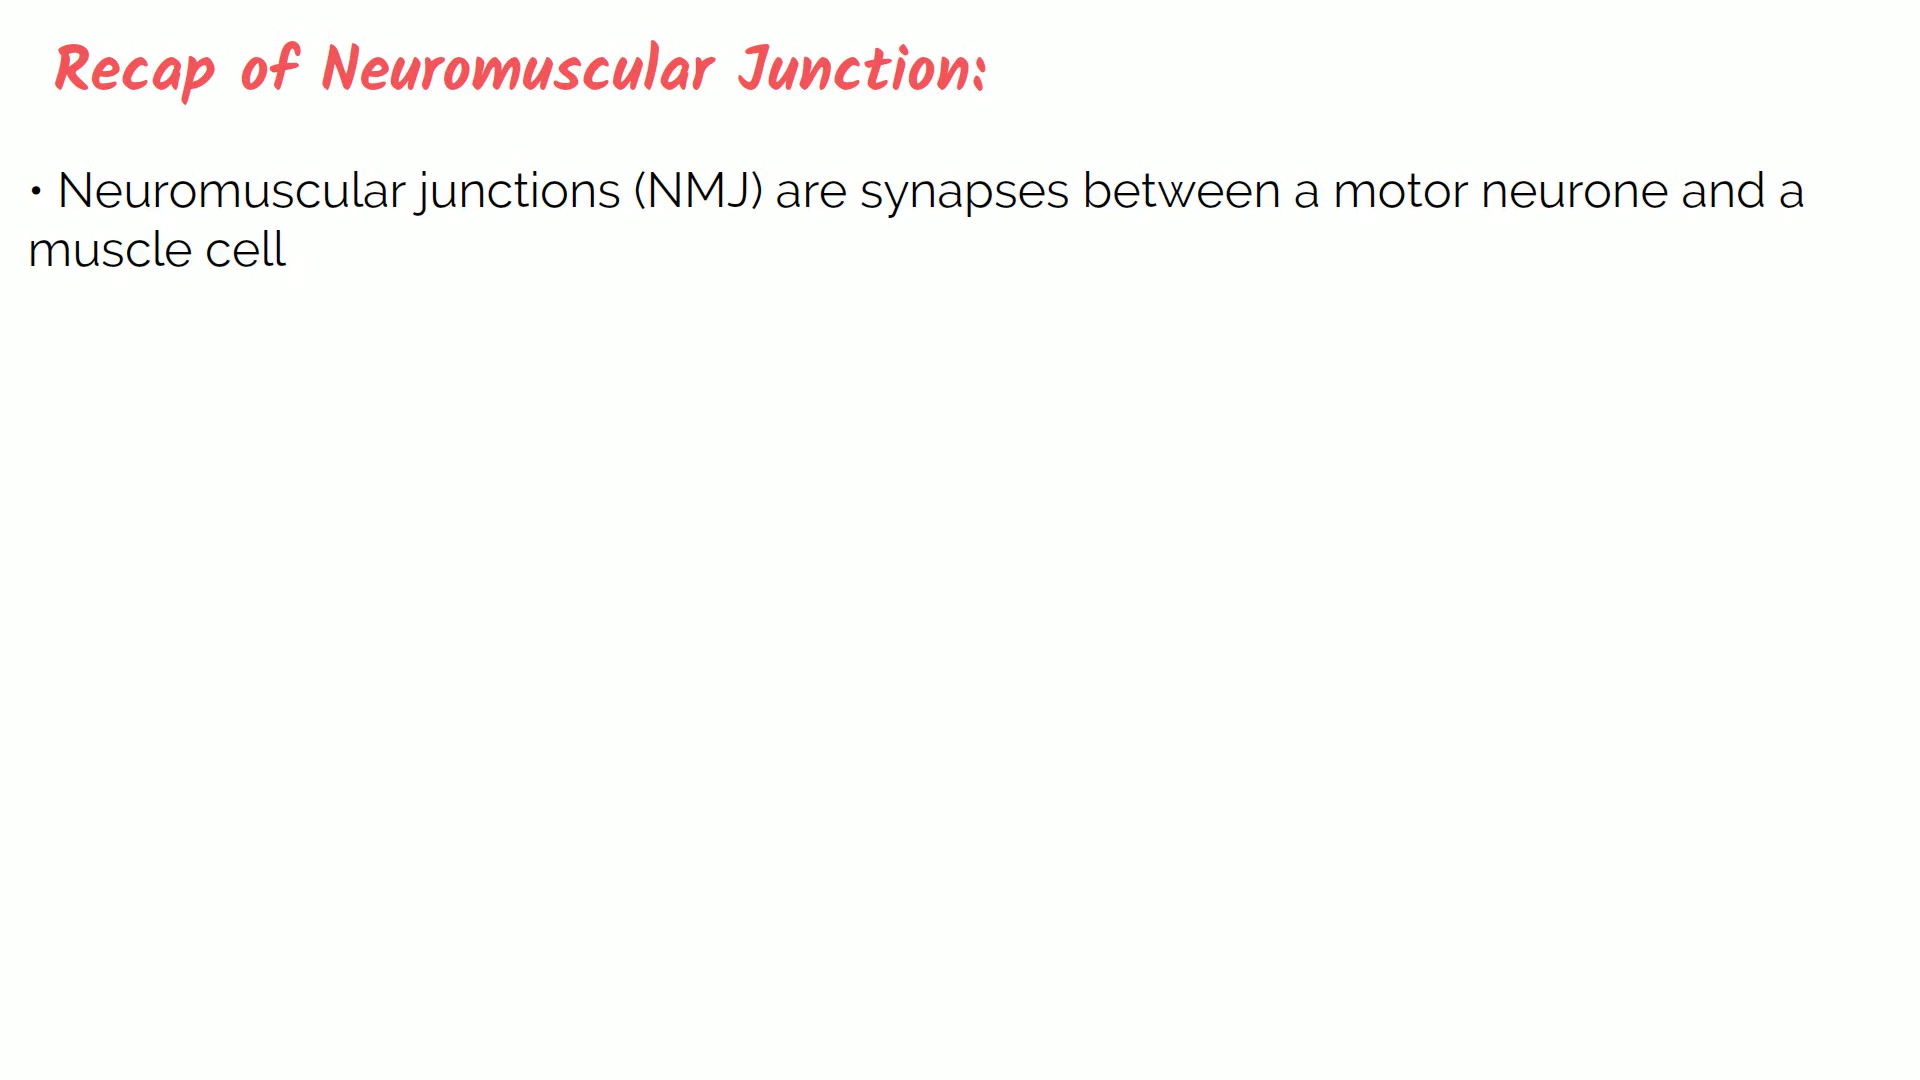 Recap of Neuromuscular Junction:
• Neuromuscular junctions (NMJ) are synapses between a motor neurone and a
muscle cell